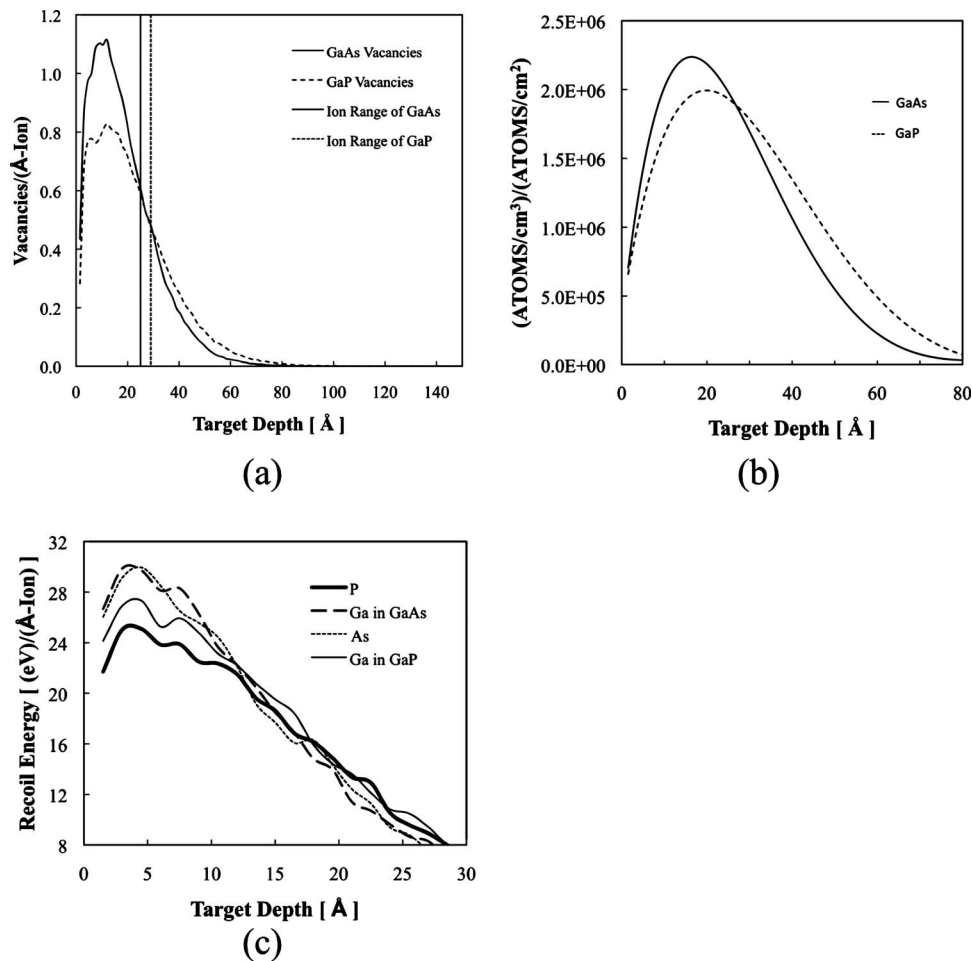 1.2
1.0
0.8
0.6
0.4
0.2
0.0
Vacancies/(Å-Ion)
GaAs Vacancies
GaP Vacancies
Ion Range of GaAs
Ion Range of GaP
0 20 40 60 80 100 120 140
Target Depth [ Å ]
(a)
2.5E+06
2.0E+06
1.5E+06
1.0E+06
5.0E+05
0.0E+00
(ATOMS/cm³)/(ATOMS/cm²)
GaAs
GaP
0 20 40 60 80
Target Depth [ Å ]
(b)
32
28
24
20
16
12
8
Recoil Energy [ (eV)/(Å-Ion) ]
P
Ga in GaAs
As
Ga in GaP
0 5 10 15 20 25 30
Target Depth [ Å ]
(c)